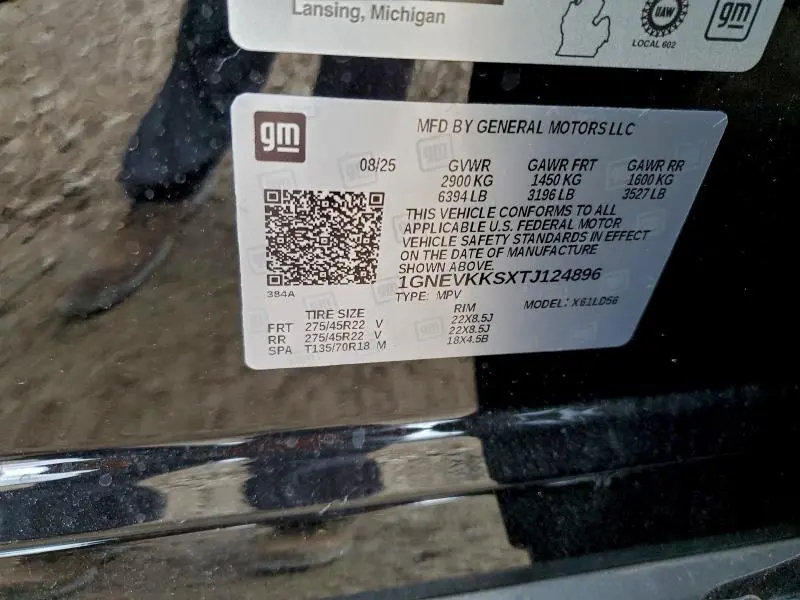 Lansing, Michigan
UAW
LOCAL 602
gm
gm
MFD BY GENERAL MOTORS LLC
08/25 GVWR GAWR FRT GAWR RR
2900 KG 1450 KG 1600 KG
6394 LB 3196 LB 3527 LB
THIS VEHICLE CONFORMS TO ALL
APPLICABLE U.S. FEDERAL MOTOR
VEHICLE SAFETY STANDARDS IN EFFECT
ON THE DATE OF MANUFACTURE
SHOWN ABOVE.
1GNEVKKSXTJ124896
384A
TYPE: MPV MODEL: X61LD56
TIRE SIZE RIM
FRT 275/45R22 V 22X8.5J
RR 275/45R22 V 22X8.5J
SPA T135/70R18 M 18X4.5B